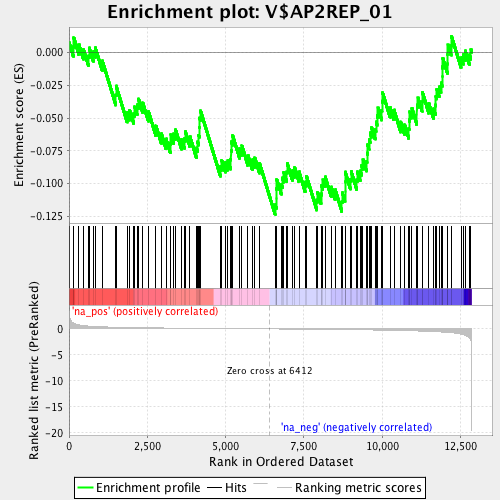 Enrichment plot: V$AP2REP_01
Enrichment score (ES)
0.000
-0.025
-0.050
-0.075
-0.100
-0.125
'na_pos' (positively correlated)
Ranked list metric (PreRanked)
0
-5
-10
-15
-20
Zero cross at 6412
'na_neg' (negatively correlated)
0
2,500
5,000
7,500
10,000
12,500
Rank in Ordered Dataset
Enrichment profile
Hits
Ranking metric scores